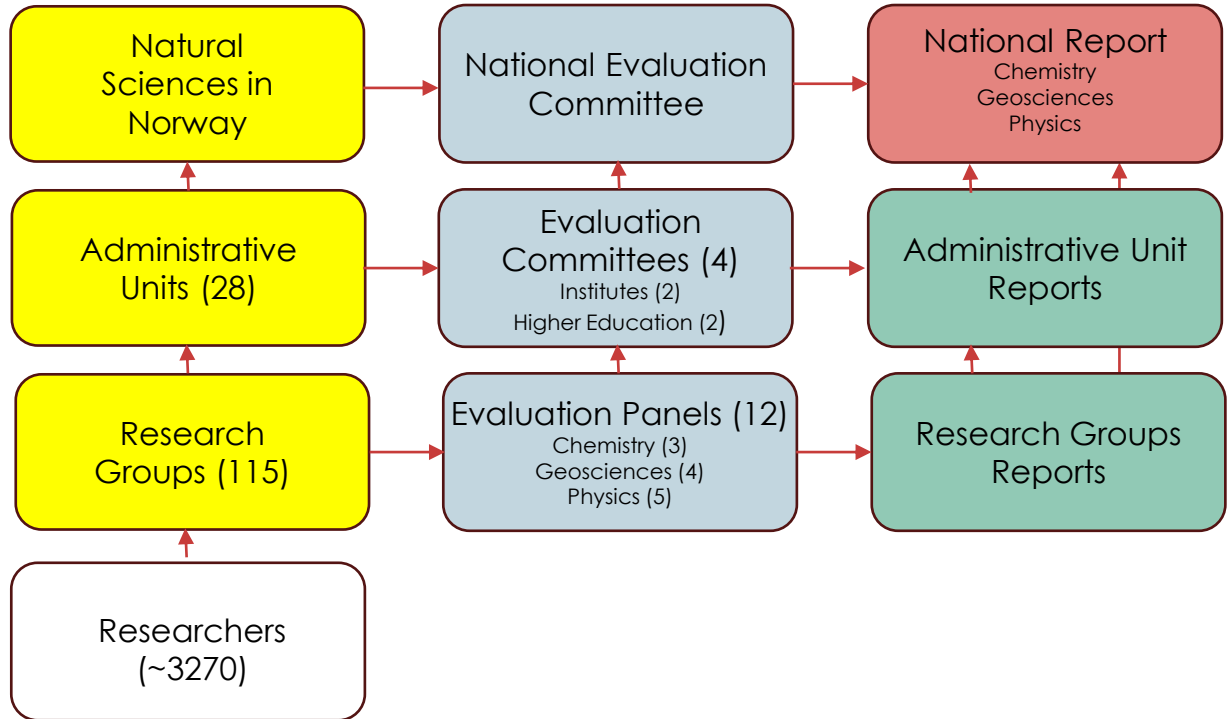 Natural
Sciences in
Norway
National Evaluation
Committee
National Report
Chemistry
Geosciences
Physics
Administrative
Units (28)
Evaluation
Committees (4)
Institutes (2)
Higher Education (2)
Administrative Unit
Reports
Research
Groups (115)
Evaluation Panels (12)
Chemistry (3)
Geosciences (4)
Physics (5)
Research Groups
Reports
Researchers
(~3270)